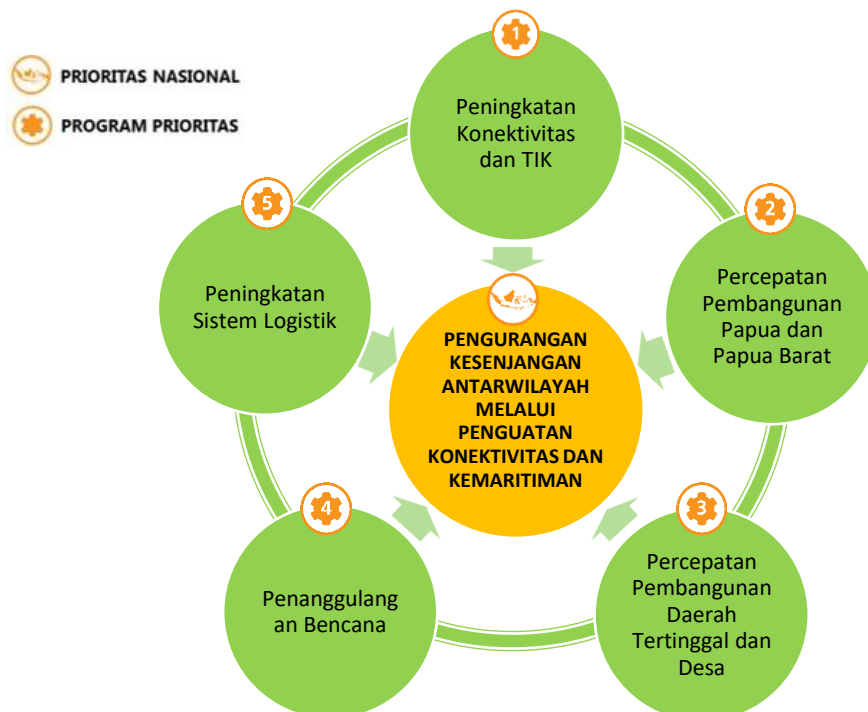 PRIORITAS NASIONAL
PROGRAM PRIORITAS
1
Peningkatan
Konektivitas
dan TIK
2
Percepatan
Pembangunan
Papua dan
Papua Barat
3
Percepatan
Pembangunan
Daerah
Tertinggal dan
Desa
4
Penanggulang
an Bencana
5
Peningkatan
Sistem Logistik
PENGURANGAN
KESENJANGAN
ANTARWILAYAH
MELALUI
PENGUATAN
KONEKTIVITAS DAN
KEMARITIMAN